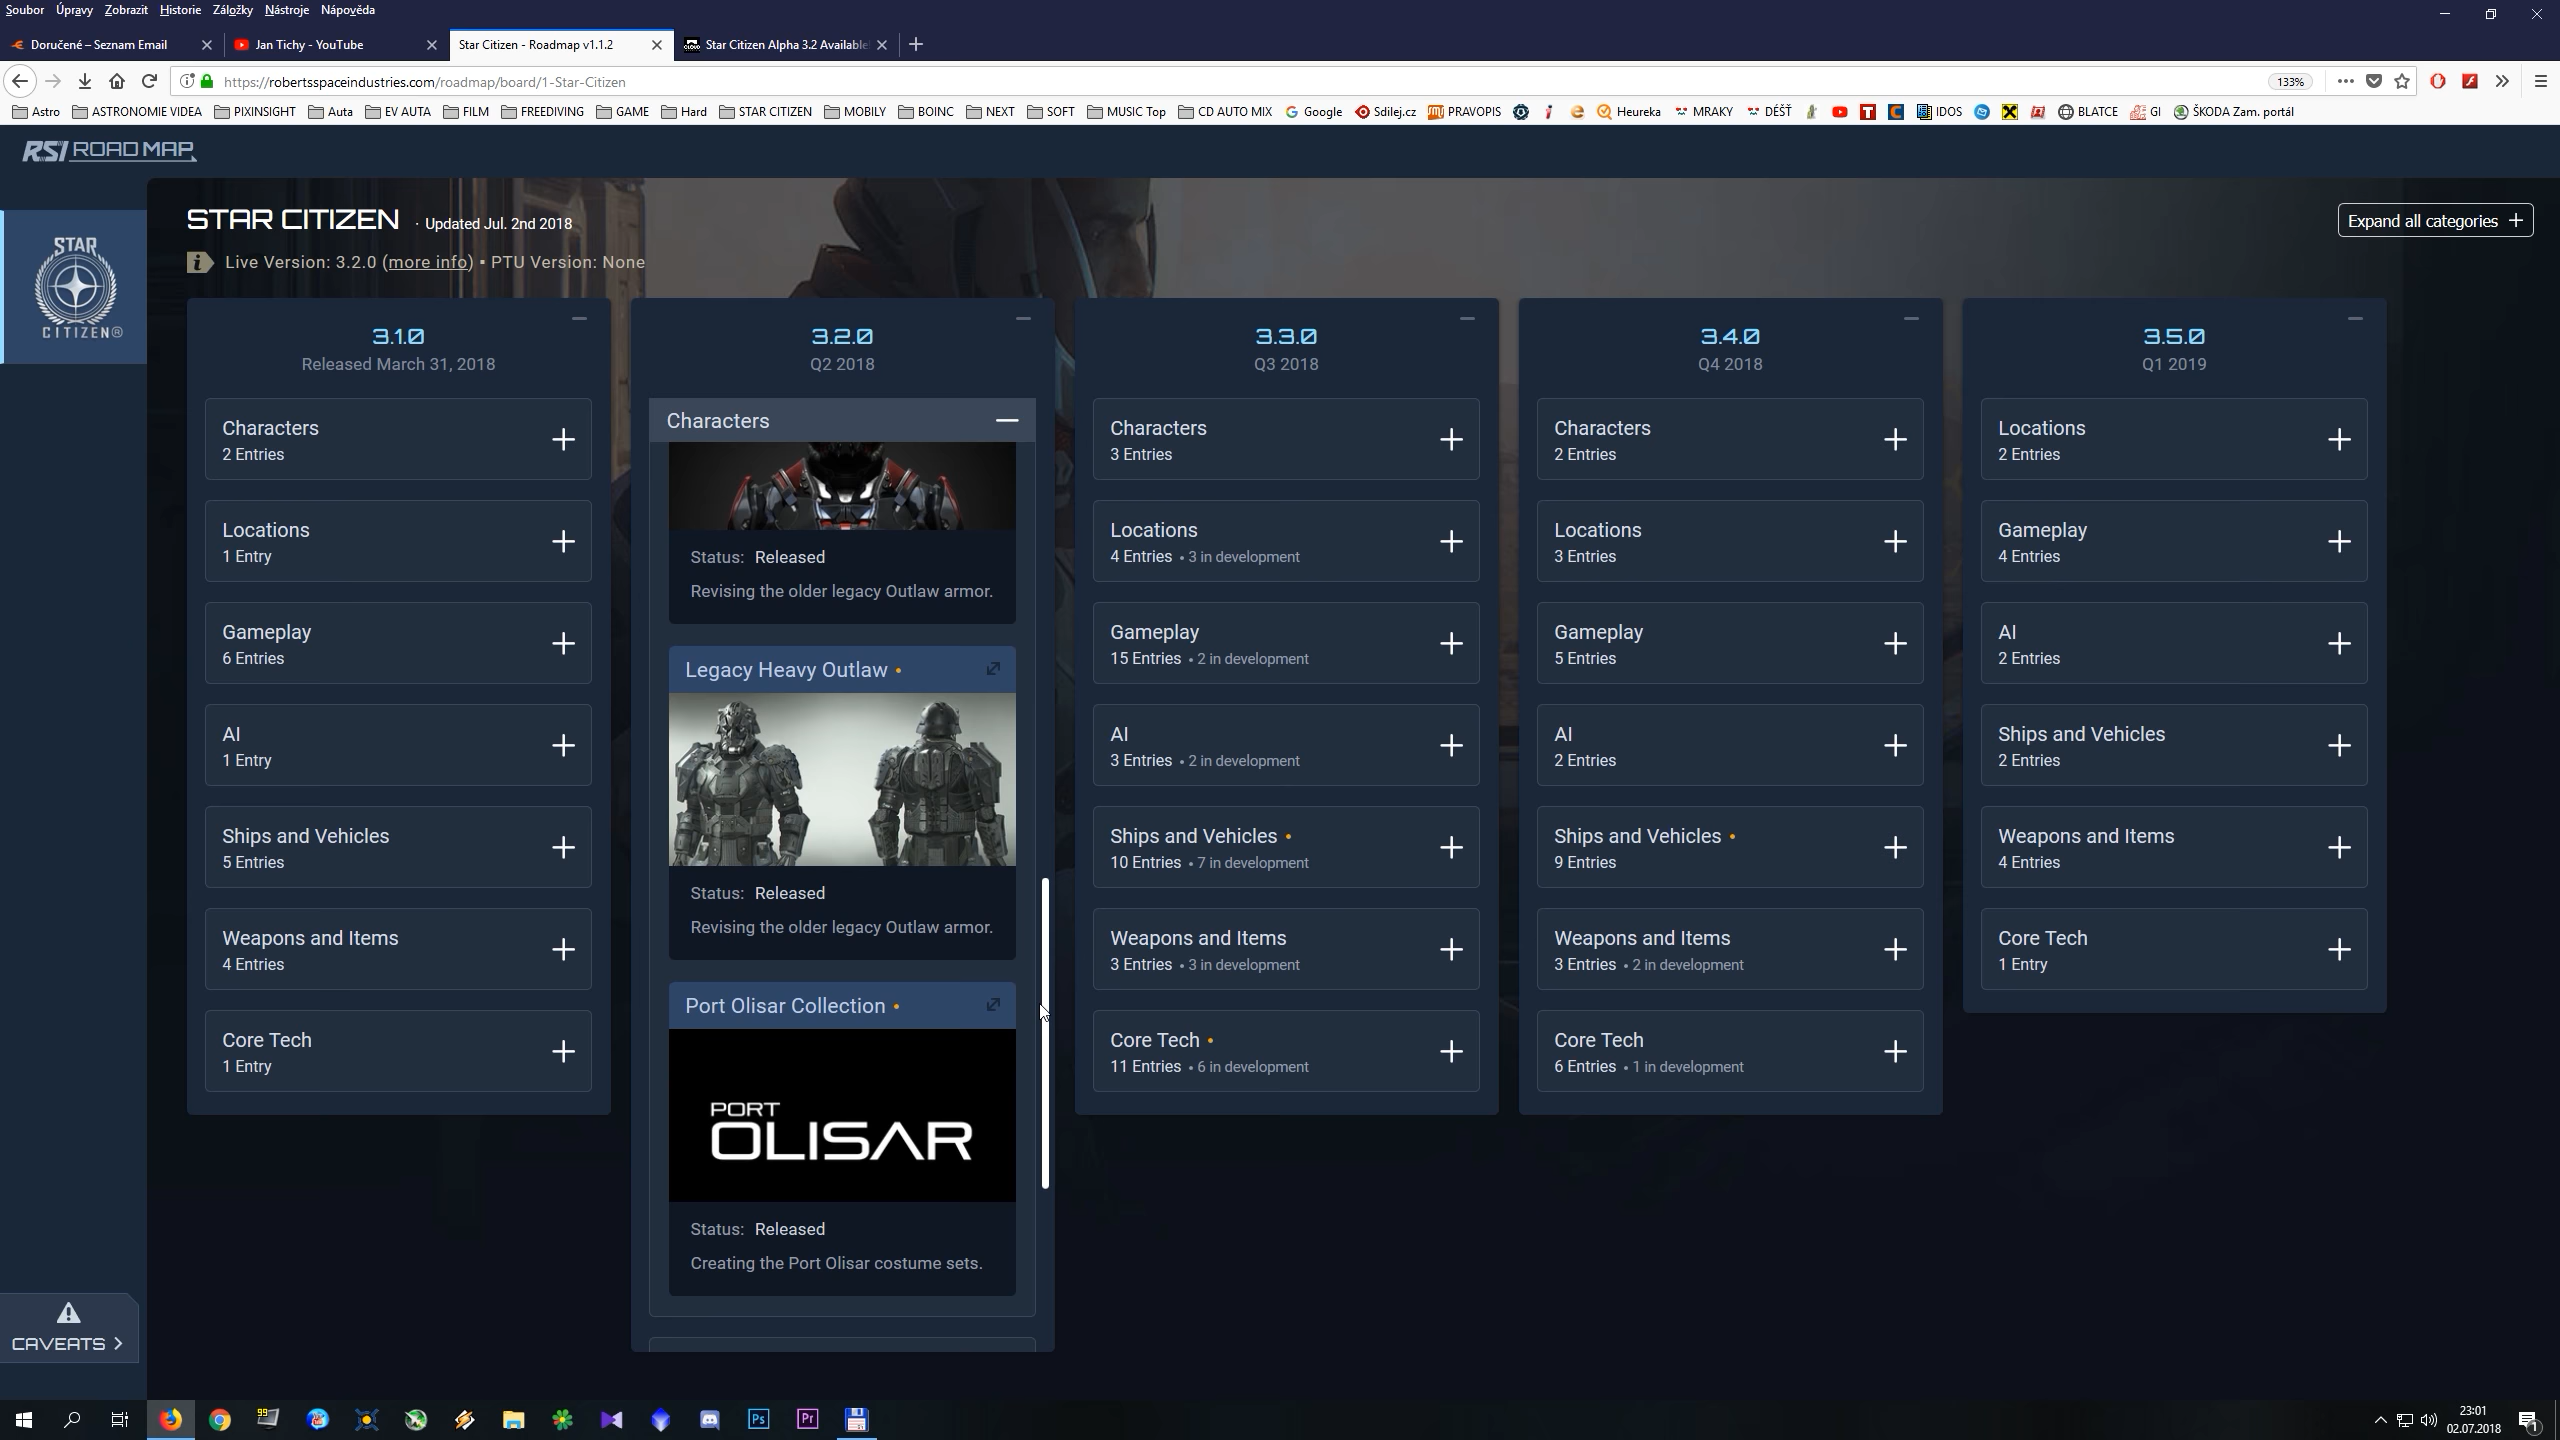 Soubor Úpravy Zobrazit Historie Záložky Nástroje Nápověda
Doručené – Seznam Email
Jan Tichy - YouTube
Star Citizen - Roadmap v1.1.2
Star Citizen Alpha 3.2 Available
https://robertsspaceindustries.com/roadmap/board/1-Star-Citizen
133%
Astro ASTRONOMIE VIDEA PIXINSIGHT Auta EV AUTA FILM FREEDIVING GAME Hard STAR CITIZEN MOBILY BOINC NEXT SOFT MUSIC Top CD AUTO MIX Google Sdilej.cz PRAVOPIS Heureka MRAKY DÉŠŤ IDOS BLATCE GI ŠKODA Zam. portál
RSI ROADMAP
STAR CITIZEN · Updated Jul. 2nd 2018
Expand all categories
Live Version: 3.2.0 (more info) • PTU Version: None
STAR
CITIZEN®
3.1.0
Released March 31, 2018
Characters
2 Entries
Locations
1 Entry
Gameplay
6 Entries
AI
1 Entry
Ships and Vehicles
5 Entries
Weapons and Items
4 Entries
Core Tech
1 Entry
3.2.0
Q2 2018
Characters
Status: Released
Revising the older legacy Outlaw armor.
Legacy Heavy Outlaw
Status: Released
Revising the older legacy Outlaw armor.
Port Olisar Collection
PORT
OLISAR
Status: Released
Creating the Port Olisar costume sets.
3.3.0
Q3 2018
Characters
3 Entries
Locations
4 Entries • 3 in development
Gameplay
15 Entries • 2 in development
AI
3 Entries • 2 in development
Ships and Vehicles
10 Entries • 7 in development
Weapons and Items
3 Entries • 3 in development
Core Tech
11 Entries • 6 in development
3.4.0
Q4 2018
Characters
2 Entries
Locations
3 Entries
Gameplay
5 Entries
AI
2 Entries
Ships and Vehicles
9 Entries
Weapons and Items
3 Entries • 2 in development
Core Tech
6 Entries • 1 in development
3.5.0
Q1 2019
Locations
2 Entries
Gameplay
4 Entries
AI
2 Entries
Ships and Vehicles
2 Entries
Weapons and Items
4 Entries
Core Tech
1 Entry
CAVEATS
99
Ps
Pr
23:01
02.07.2018
1